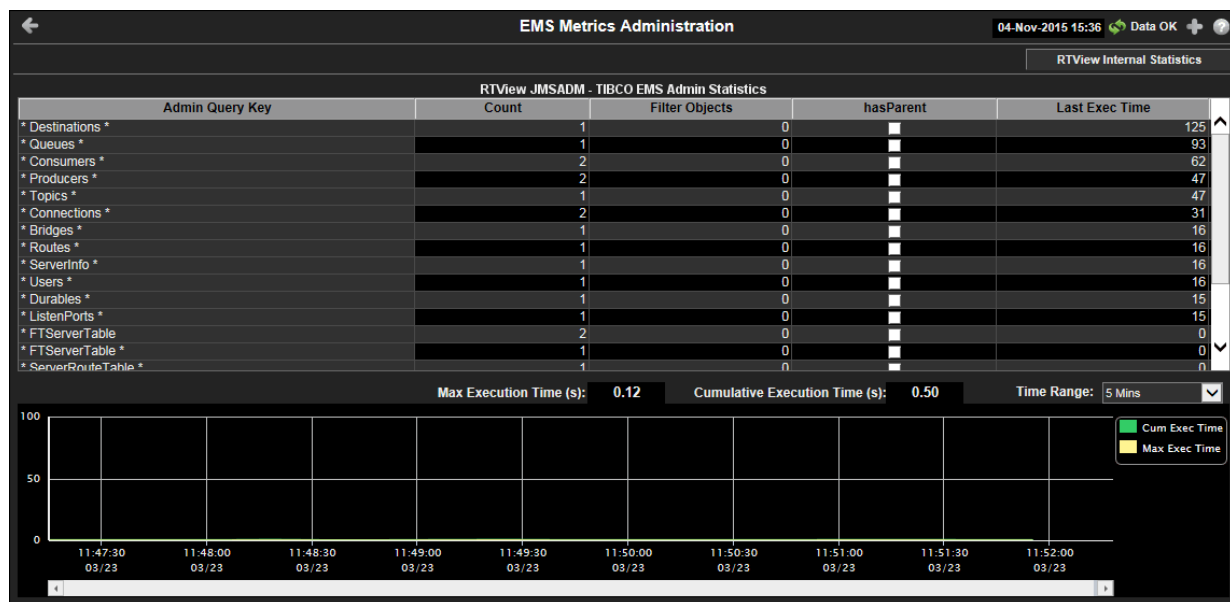 EMS Metrics Administration 04-Nov-2015 15:36 Data OK ?
RTView Internal Statistics
RTView JMSADM - TIBCO EMS Admin Statistics
Admin Query Key Count Filter Objects hasParent Last Exec Time
* Destinations * 1 0 125
* Queues * 1 0 93
* Consumers * 2 0 62
* Producers * 2 0 47
* Topics * 1 0 47
* Connections * 2 0 31
* Bridges * 1 0 16
* Routes * 1 0 16
* ServerInfo * 1 0 16
* Users * 1 0 16
* Durables * 1 0 15
* ListenPorts * 1 0 15
* FTServerTable 2 0 0
* FTServerTable * 1 0 0
* ServerRouteTable * 1 0 0
Max Execution Time (s): 0.12 Cumulative Execution Time (s): 0.50 Time Range: 5 Mins
100
Cum Exec Time
Max Exec Time
50
0
11:47:30 11:48:00 11:48:30 11:49:00 11:49:30 11:50:00 11:50:30 11:51:00 11:51:30 11:52:00
03/23 03/23 03/23 03/23 03/23 03/23 03/23 03/23 03/23 03/23